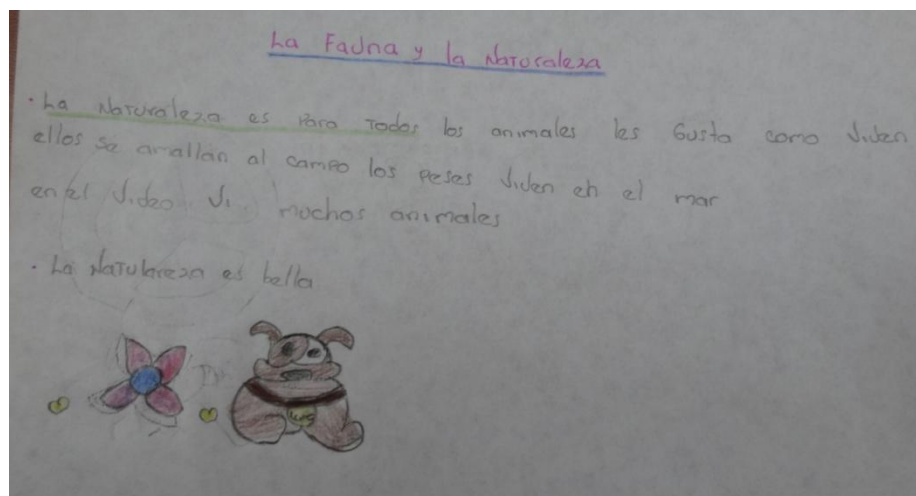 La Fauna y la Naturaleza
· La Naturaleza es Para Todos los animales les Gusta como Viven
ellos se amallan al campo los peses Viven en el mar
en el Video Vi muchos animales
· La Natulareza es bella